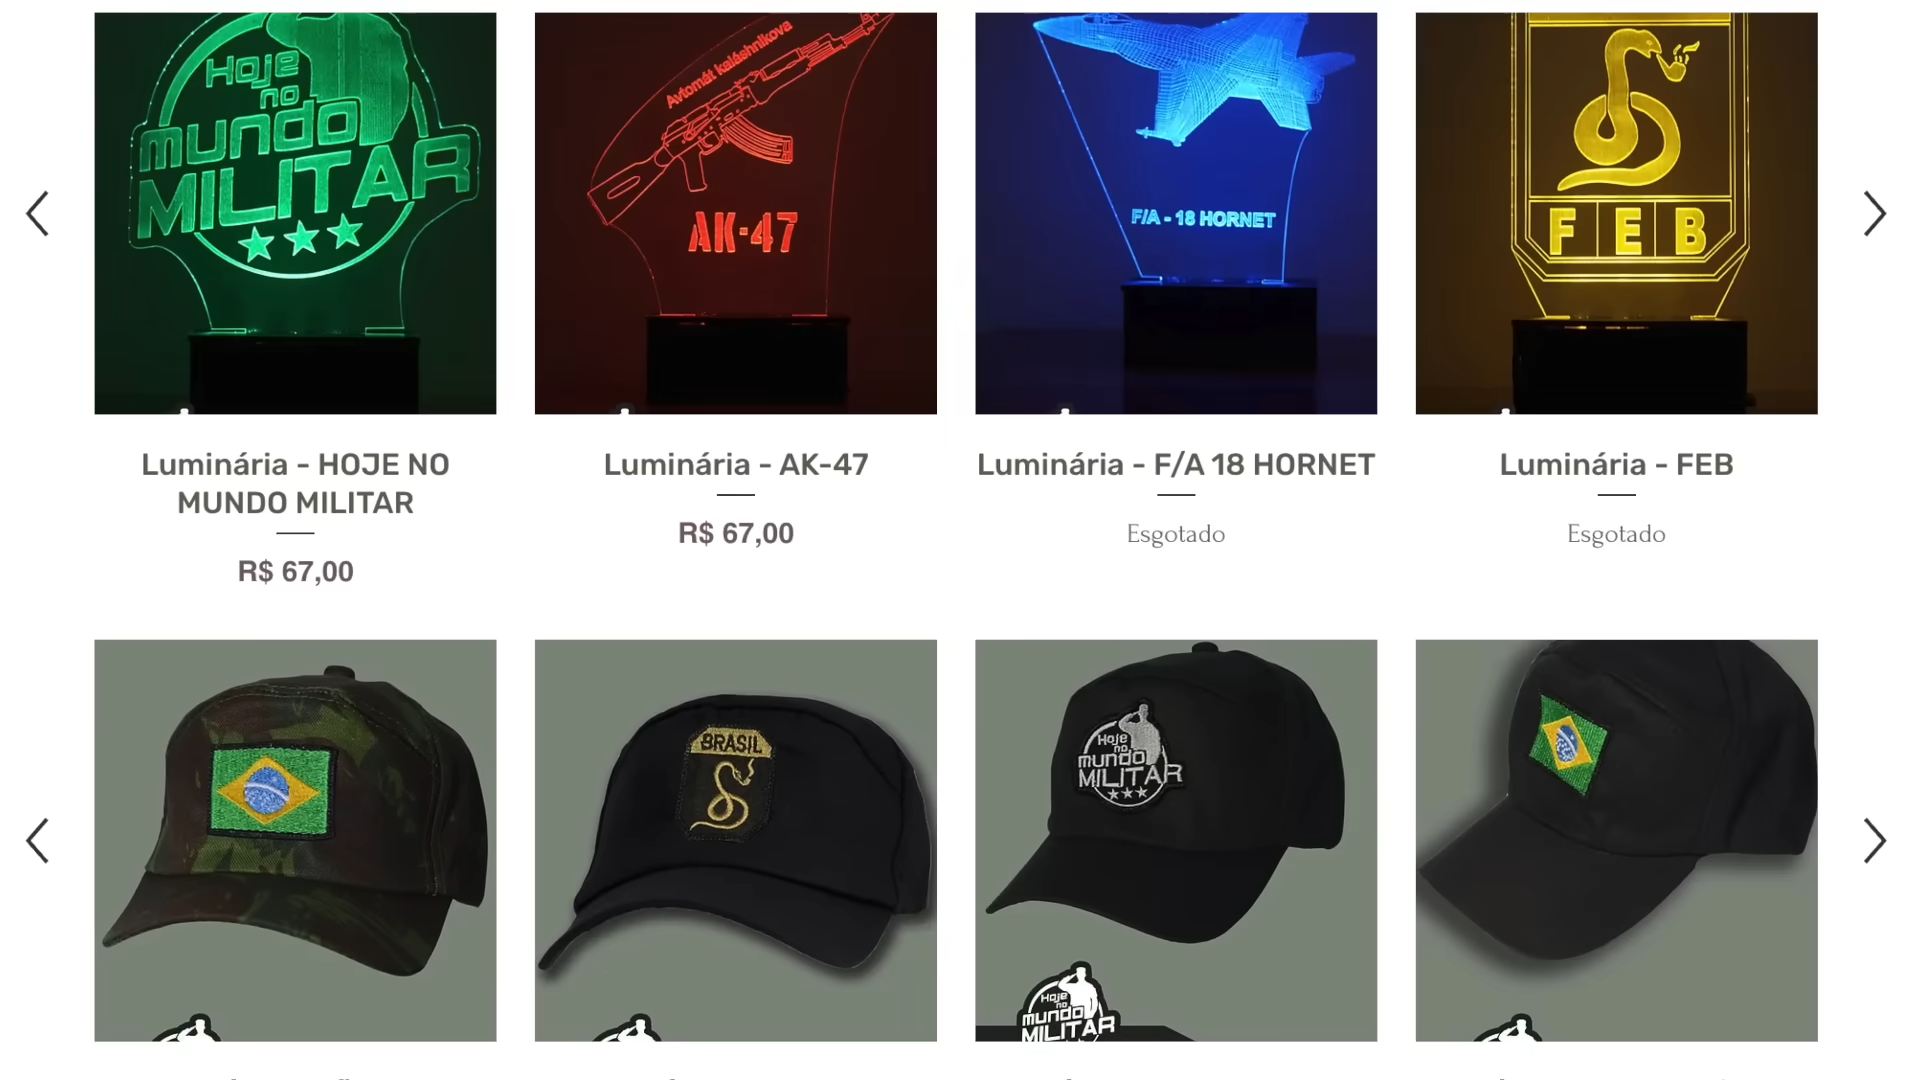 Hoje
no
mundo
MILITAR
Avtomát kaláshnikova
AK-47
F/A - 18 HORNET
F E B
Luminária - HOJE NO
MUNDO MILITAR
R$ 67,00
Luminária - AK-47
R$ 67,00
Luminária - F/A 18 HORNET
Esgotado
Luminária - FEB
Esgotado
BRASIL
Hoje
no
mundo
MILITAR
Hoje
no
mundo
MILITAR